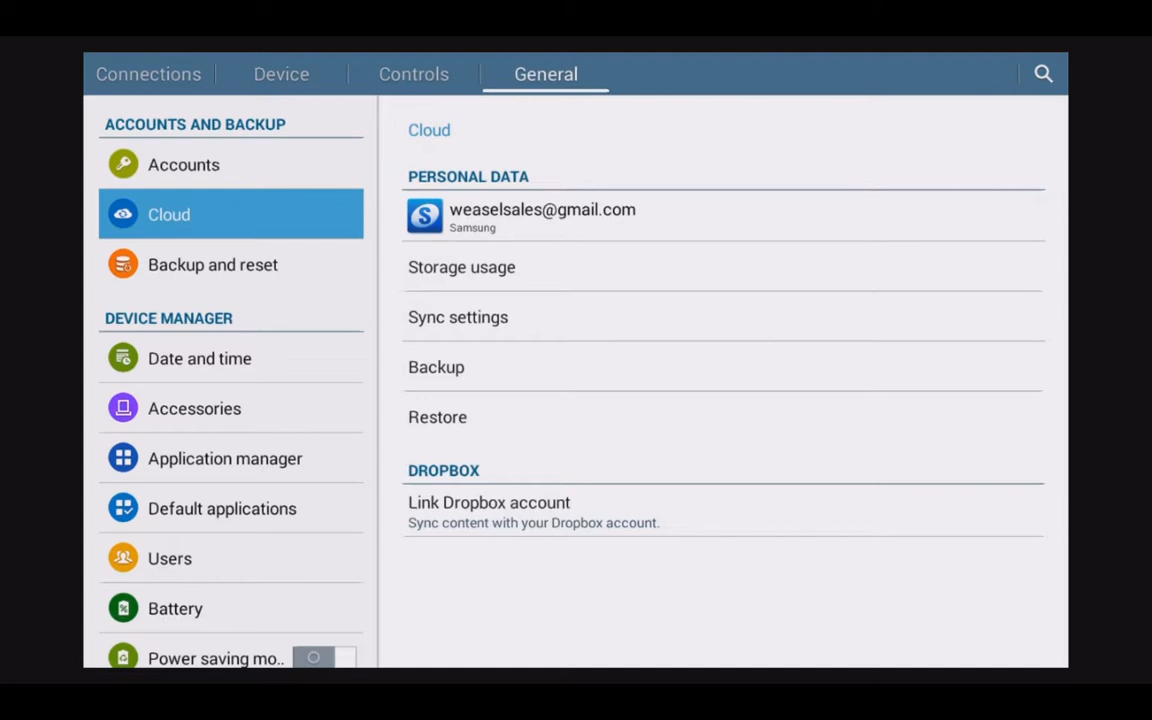 Connections
Device
Controls
General
ACCOUNTS AND BACKUP
Accounts
Cloud
Backup and reset
DEVICE MANAGER
Date and time
Accessories
Application manager
Default applications
Users
Battery
Power saving mo..
Cloud
PERSONAL DATA
S
weaselsales@gmail.com
Samsung
Storage usage
Sync settings
Backup
Restore
DROPBOX
Link Dropbox account
Sync content with your Dropbox account.